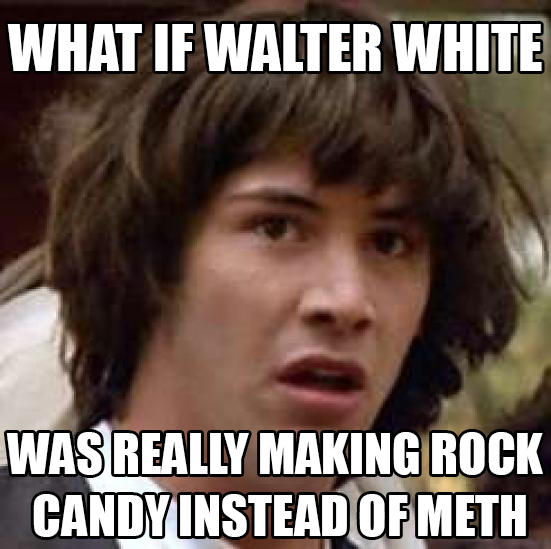 WHAT IF WALTER WHITE
WAS REALLY MAKING ROCK
CANDY INSTEAD OF METH